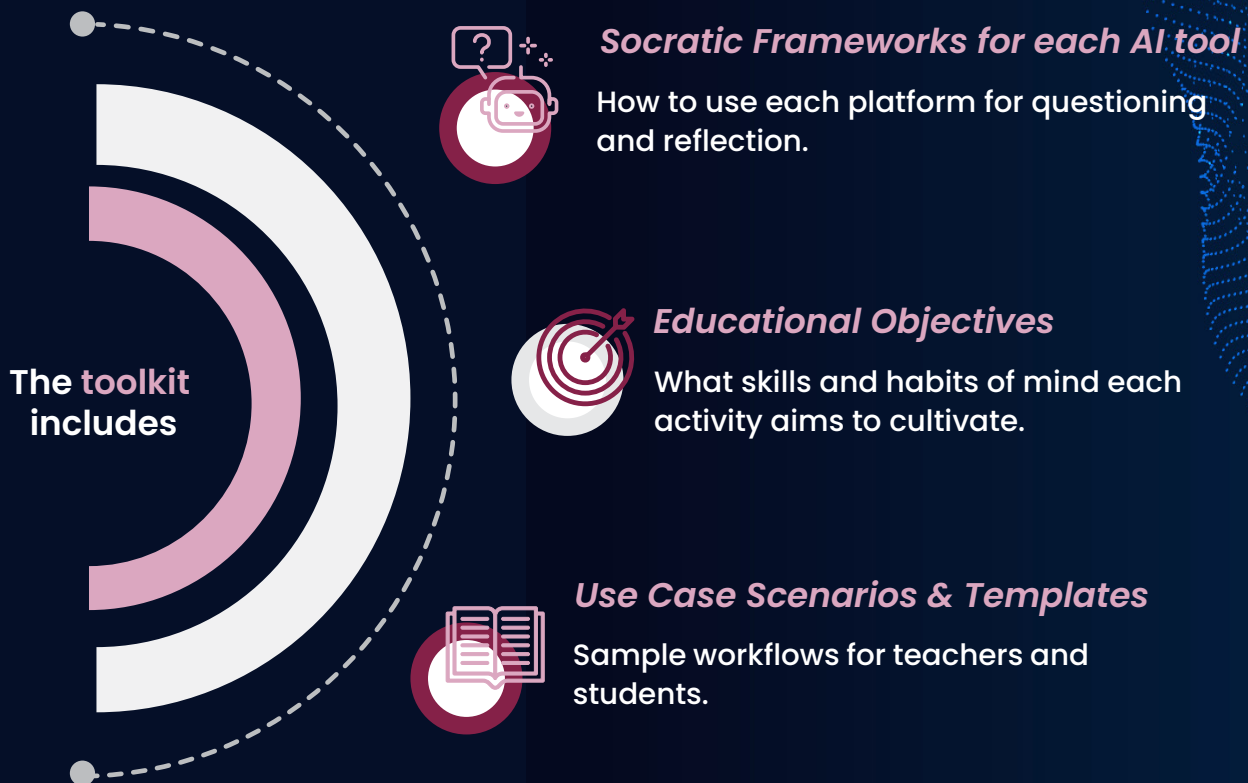 The toolkit
includes
Socratic Frameworks for each AI tool
How to use each platform for questioning
and reflection.
Educational Objectives
What skills and habits of mind each
activity aims to cultivate.
Use Case Scenarios & Templates
Sample workflows for teachers and
students.